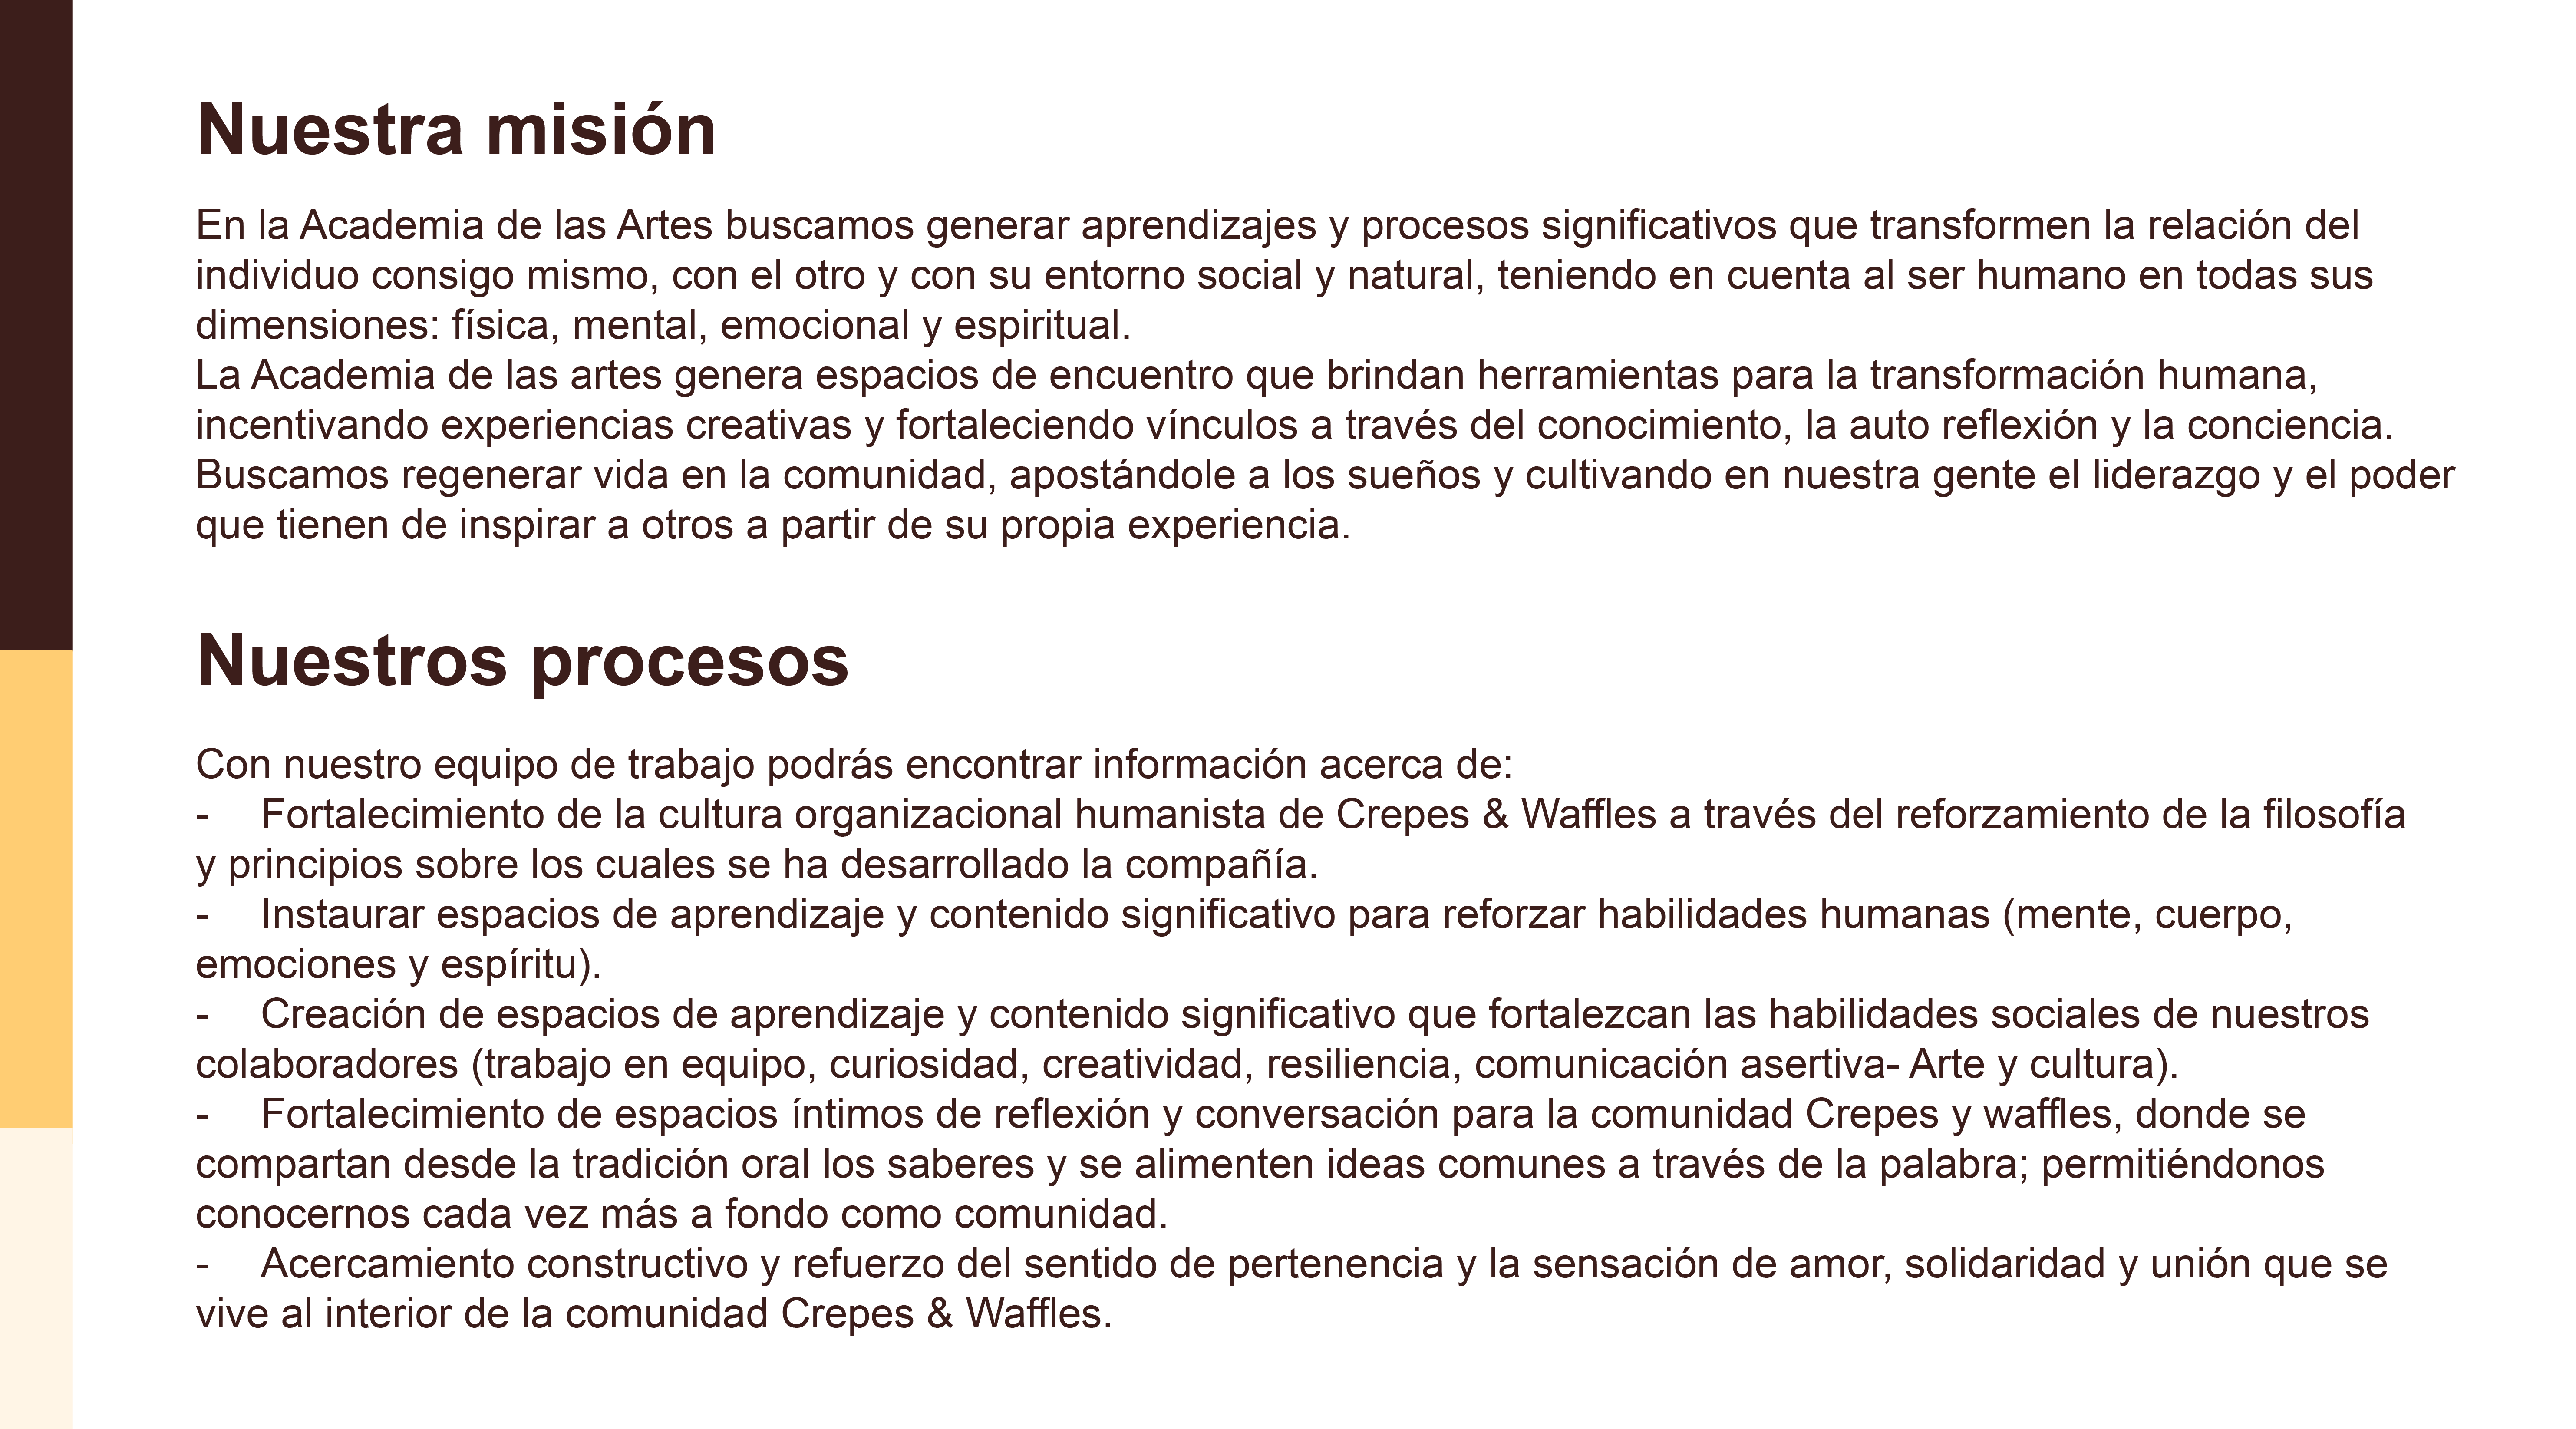 Nuestra misión
En la Academia de las Artes buscamos generar aprendizajes y procesos significativos que transformen la relación del
individuo consigo mismo, con el otro y con su entorno social y natural, teniendo en cuenta al ser humano en todas sus
dimensiones: física, mental, emocional y espiritual.
La Academia de las artes genera espacios de encuentro que brindan herramientas para la transformación humana,
incentivando experiencias creativas y fortaleciendo vínculos a través del conocimiento, la auto reflexión y la conciencia.
Buscamos regenerar vida en la comunidad, apostándole a los sueños y cultivando en nuestra gente el liderazgo y el poder
que tienen de inspirar a otros a partir de su propia experiencia.
Nuestros procesos
Con nuestro equipo de trabajo podrás encontrar información acerca de:
- Fortalecimiento de la cultura organizacional humanista de Crepes & Waffles a través del reforzamiento de la filosofía
y principios sobre los cuales se ha desarrollado la compañía.
- Instaurar espacios de aprendizaje y contenido significativo para reforzar habilidades humanas (mente, cuerpo,
emociones y espíritu).
- Creación de espacios de aprendizaje y contenido significativo que fortalezcan las habilidades sociales de nuestros
colaboradores (trabajo en equipo, curiosidad, creatividad, resiliencia, comunicación asertiva- Arte y cultura).
- Fortalecimiento de espacios íntimos de reflexión y conversación para la comunidad Crepes y waffles, donde se
compartan desde la tradición oral los saberes y se alimenten ideas comunes a través de la palabra; permitiéndonos
conocernos cada vez más a fondo como comunidad.
- Acercamiento constructivo y refuerzo del sentido de pertenencia y la sensación de amor, solidaridad y unión que se
vive al interior de la comunidad Crepes & Waffles.